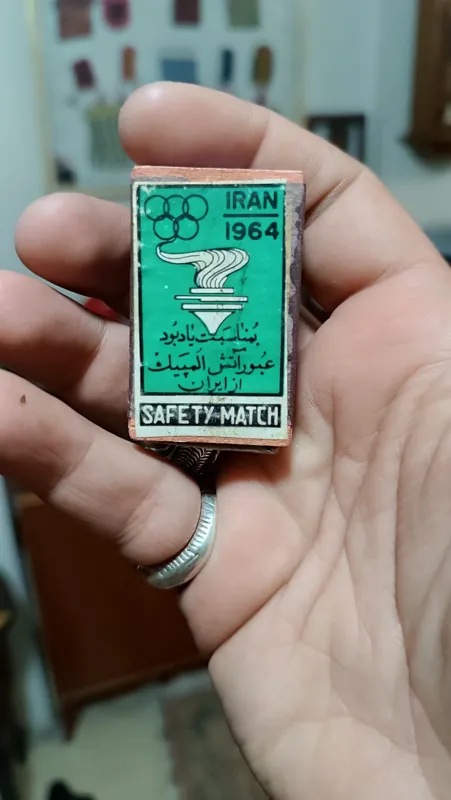 IRAN
1964
بمناسبت یادبود
عبور آتش المپیک
از ایران
SAFETY MATCH